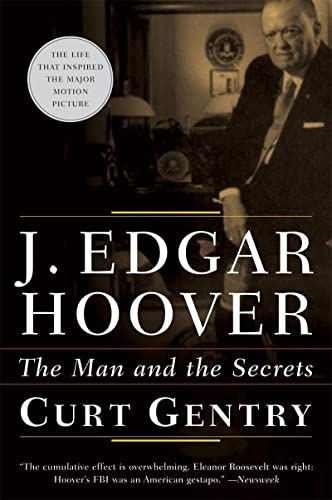 THE LIFE
THAT INSPIRED
THE MAJOR
MOTION
PICTURE
J. EDGAR
HOOVER
The Man and the Secrets
CURT GENTRY
"The cumulative effect is overwhelming. Eleanor Roosevelt was right:
Hoover's FBI was an American gestapo." —Newsweek